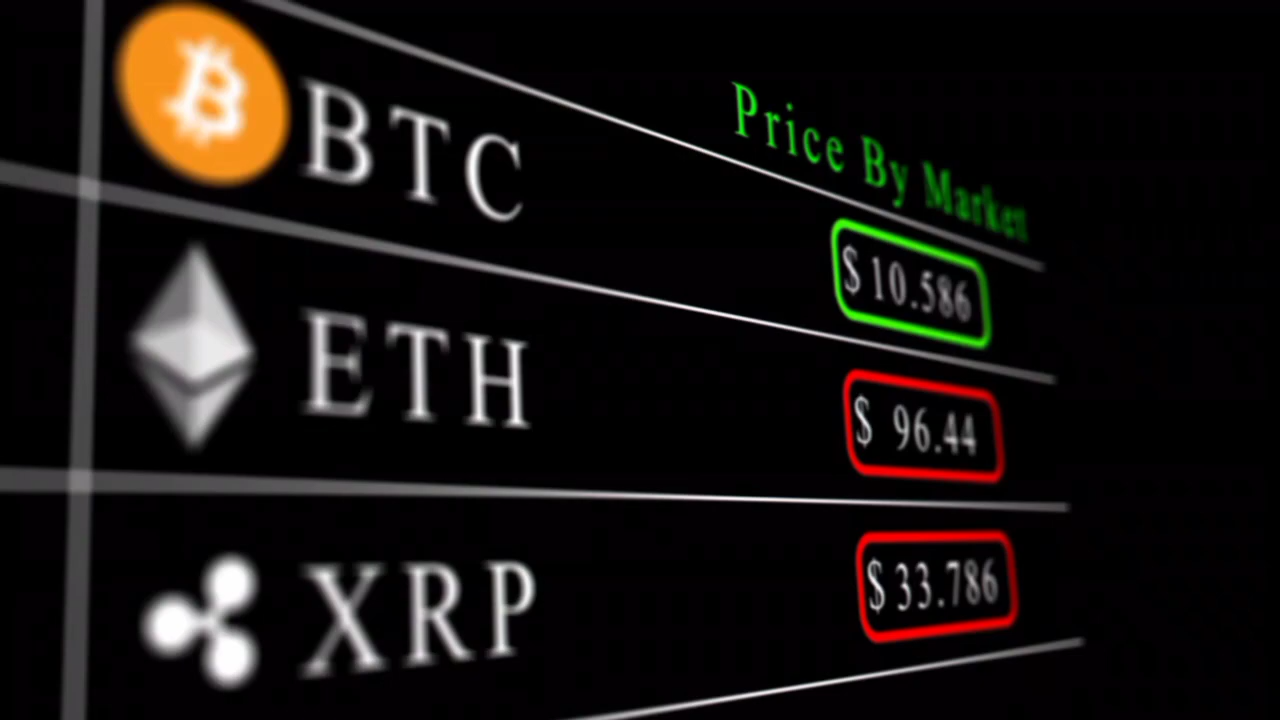 Price By Market
BTC $ 10.586
ETH $ 96.44
XRP $ 33.786